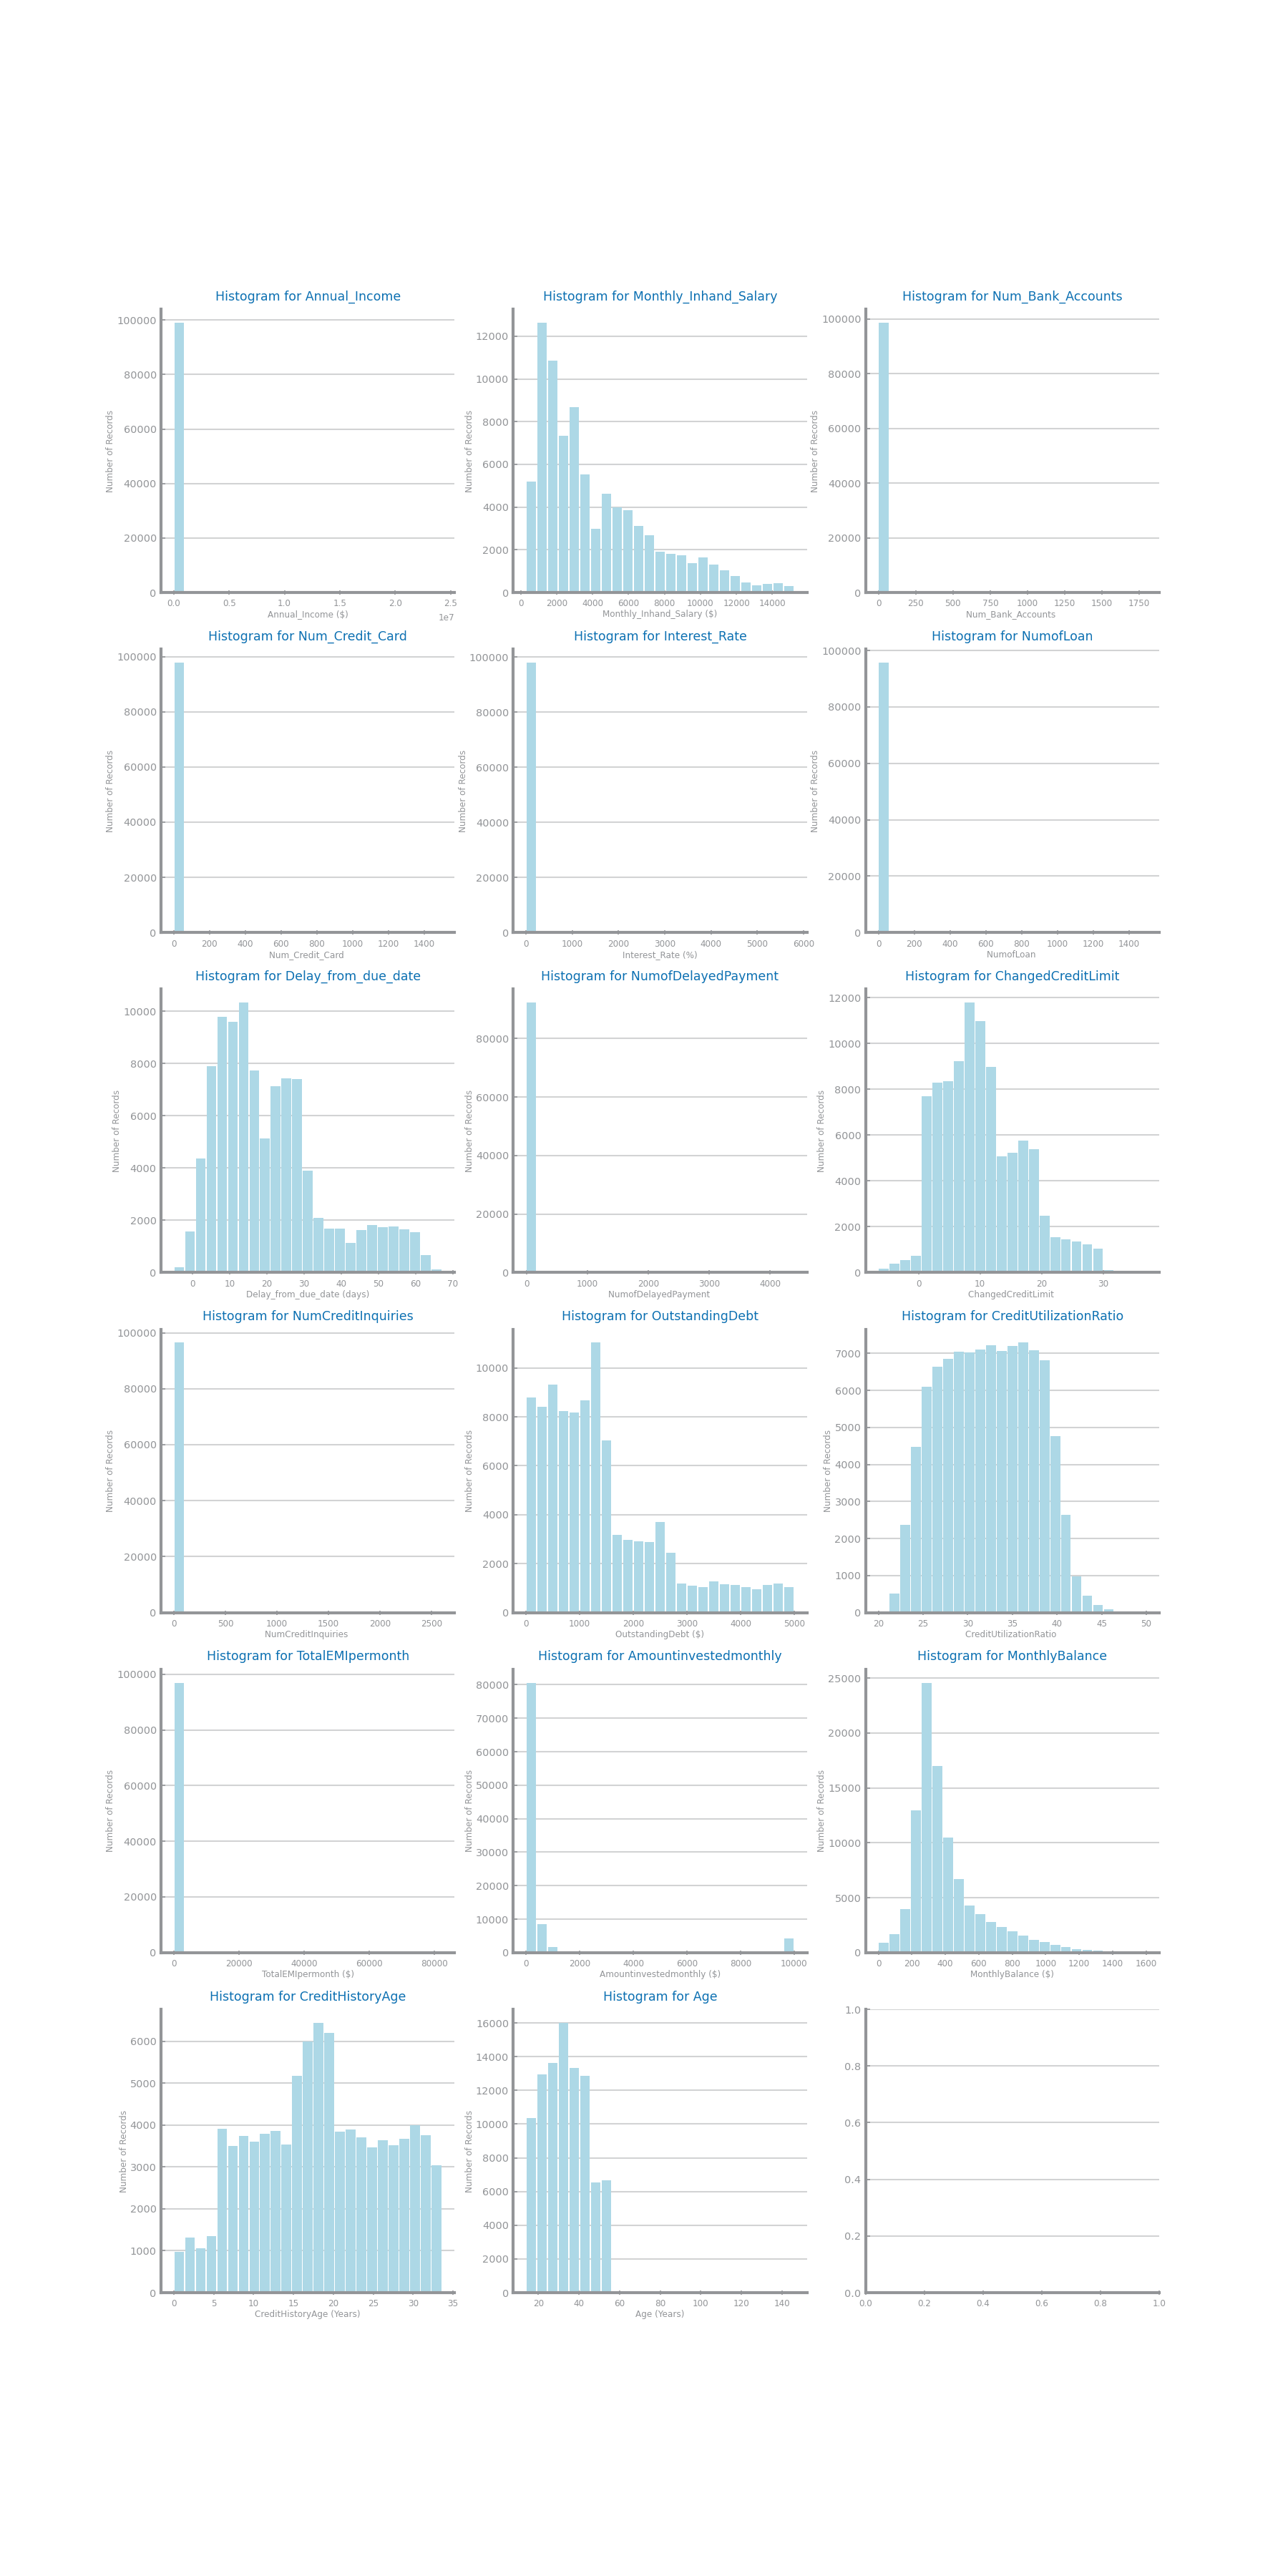 Histogram for Annual_Income Histogram for Monthly_Inhand_Salary Histogram for Num_Bank_Accounts
Number of Records
100000
80000
60000
40000
20000
0
0.0 0.5 1.0 1.5 2.0 2.5
1e7
Annual_Income ($)
Number of Records
12000
10000
8000
6000
4000
2000
0
0 2000 4000 6000 8000 10000 12000 14000
Monthly_Inhand_Salary ($)
Number of Records
100000
80000
60000
40000
20000
0
0 250 500 750 1000 1250 1500 1750
Num_Bank_Accounts
Histogram for Num_Credit_Card Histogram for Interest_Rate Histogram for NumofLoan
Number of Records
100000
80000
60000
40000
20000
0
0 200 400 600 800 1000 1200 1400
Num_Credit_Card
Number of Records
100000
80000
60000
40000
20000
0
0 1000 2000 3000 4000 5000 6000
Interest_Rate (%)
Number of Records
100000
80000
60000
40000
20000
0
0 200 400 600 800 1000 1200 1400
NumofLoan
Histogram for Delay_from_due_date Histogram for NumofDelayedPayment Histogram for ChangedCreditLimit
Number of Records
10000
8000
6000
4000
2000
0
0 10 20 30 40 50 60 70
Delay_from_due_date (days)
Number of Records
80000
60000
40000
20000
0
0 1000 2000 3000 4000
NumofDelayedPayment
Number of Records
12000
10000
8000
6000
4000
2000
0
0 10 20 30
ChangedCreditLimit
Histogram for NumCreditInquiries Histogram for OutstandingDebt Histogram for CreditUtilizationRatio
Number of Records
100000
80000
60000
40000
20000
0
0 500 1000 1500 2000 2500
NumCreditInquiries
Number of Records
10000
8000
6000
4000
2000
0
0 1000 2000 3000 4000 5000
OutstandingDebt ($)
Number of Records
7000
6000
5000
4000
3000
2000
1000
0
20 25 30 35 40 45 50
CreditUtilizationRatio
Histogram for TotalEMIpermonth Histogram for Amountinvestedmonthly Histogram for MonthlyBalance
Number of Records
100000
80000
60000
40000
20000
0
0 20000 40000 60000 80000
TotalEMIpermonth ($)
Number of Records
80000
70000
60000
50000
40000
30000
20000
10000
0
0 2000 4000 6000 8000 10000
Amountinvestedmonthly ($)
Number of Records
25000
20000
15000
10000
5000
0
0 200 400 600 800 1000 1200 1400 1600
MonthlyBalance ($)
Histogram for CreditHistoryAge Histogram for Age
Number of Records
6000
5000
4000
3000
2000
1000
0
0 5 10 15 20 25 30 35
CreditHistoryAge (Years)
Number of Records
16000
14000
12000
10000
8000
6000
4000
2000
0
20 40 60 80 100 120 140
Age (Years)
1.0
0.8
0.6
0.4
0.2
0.0
0.0 0.2 0.4 0.6 0.8 1.0